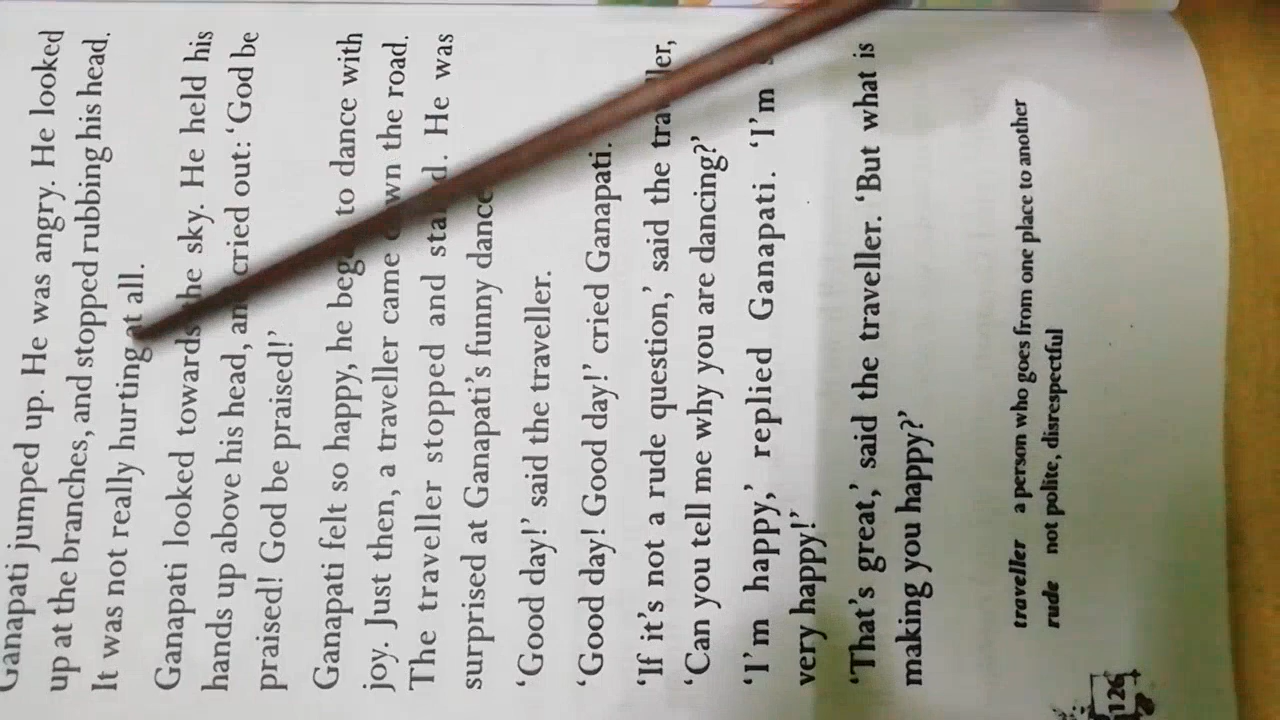 Ganapati jumped up. He was angry. He looked
up at the branches, and stopped rubbing his head.
It was not really hurting at all.
Ganapati looked towards the sky. He held his
hands up above his head, and cried out: ‘God be
praised! God be praised!’
Ganapati felt so happy, he began to dance with
joy. Just then, a traveller came down the road.
The traveller stopped and He was
surprised at Ganapati’s funny dance
‘Good day!’ said the traveller.
‘Good day! Good day!’ cried Ganapati.
‘If it’s not a rude question,’ said the traveller,
‘Can you tell me why you are dancing?’
‘I’m happy,’ replied Ganapati. ‘I’m
very happy!’
‘That’s great,’ said the traveller. ‘But what is
making you happy?’
traveller a person who goes from one place to another
rude not polite, disrespectful
126